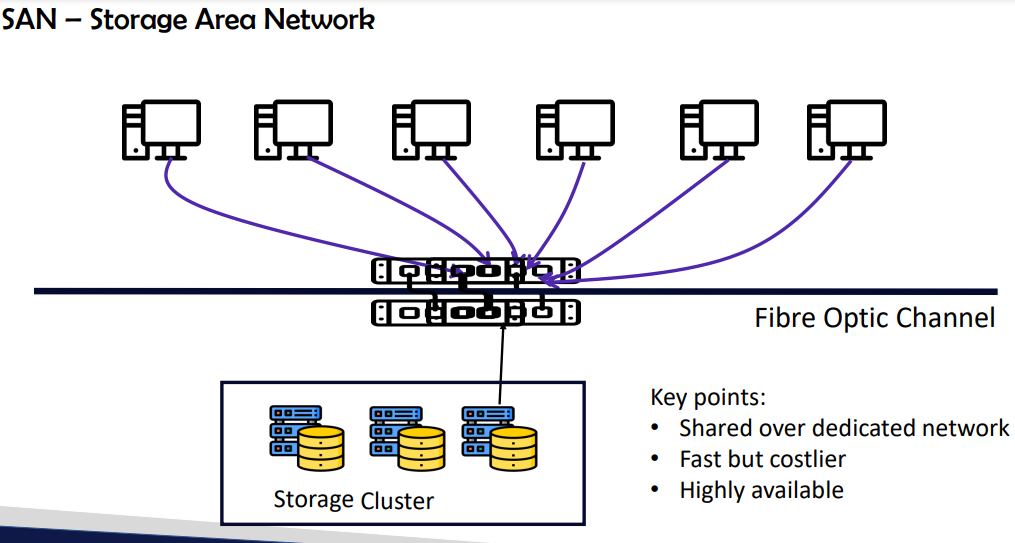 SAN – Storage Area Network
Fibre Optic Channel
Storage Cluster
Key points:
• Shared over dedicated network
• Fast but costlier
• Highly available